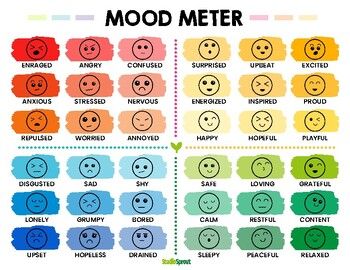 MOOD METER
ENRAGED ANGRY CONFUSED SURPRISED UPBEAT EXCITED
ANXIOUS STRESSED NERVOUS ENERGIZED INSPIRED PROUD
REPULSED WORRIED ANNOYED HAPPY HOPEFUL PLAYFUL
DISGUSTED SAD SHY SAFE LOVING GRATEFUL
LONELY GRUMPY BORED CALM RESTFUL CONTENT
UPSET HOPELESS DRAINED SLEEPY PEACEFUL RELAXED
StudioSprout